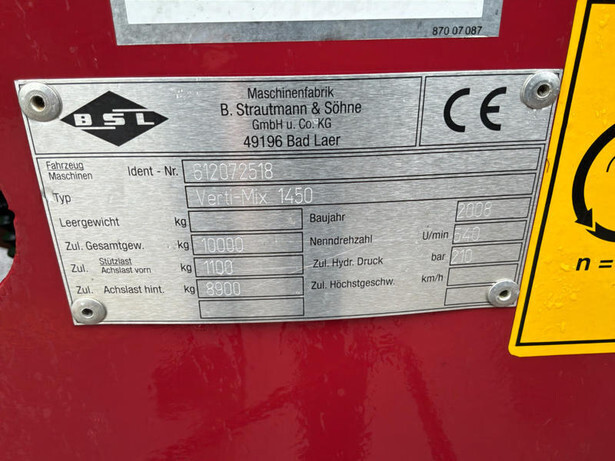 870 07 087
BSL
Maschinenfabrik
B. Strautmann & Söhne
GmbH u. Co. KG
49196 Bad Laer
CE
Fahrzeug
Maschinen
Ident - Nr. 612072518
Typ Verti-Mix 1450
Leergewicht kg
Baujahr 2008
Zul. Gesamtgew. kg 10000
Nenndrehzahl U/min 540
Zul. Stützlast
Achslast vorn kg 1100
Zul. Hydr. Druck bar 210
Zul. Achslast hint. kg 8900
Zul. Höchstgeschw. km/h
n =